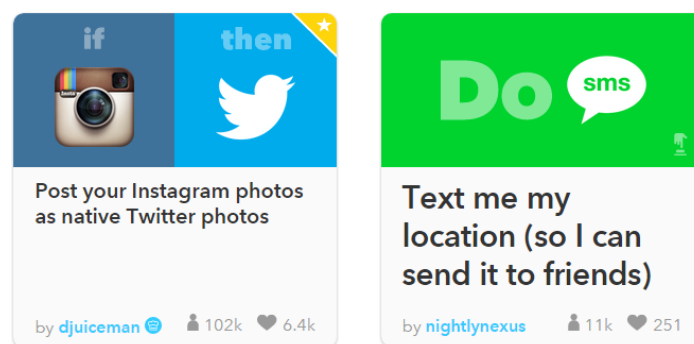 if then
Post your Instagram photos
as native Twitter photos
by djuiceman 102k 6.4k
Do sms
Text me my
location (so I can
send it to friends)
by nightlynexus 11k 251